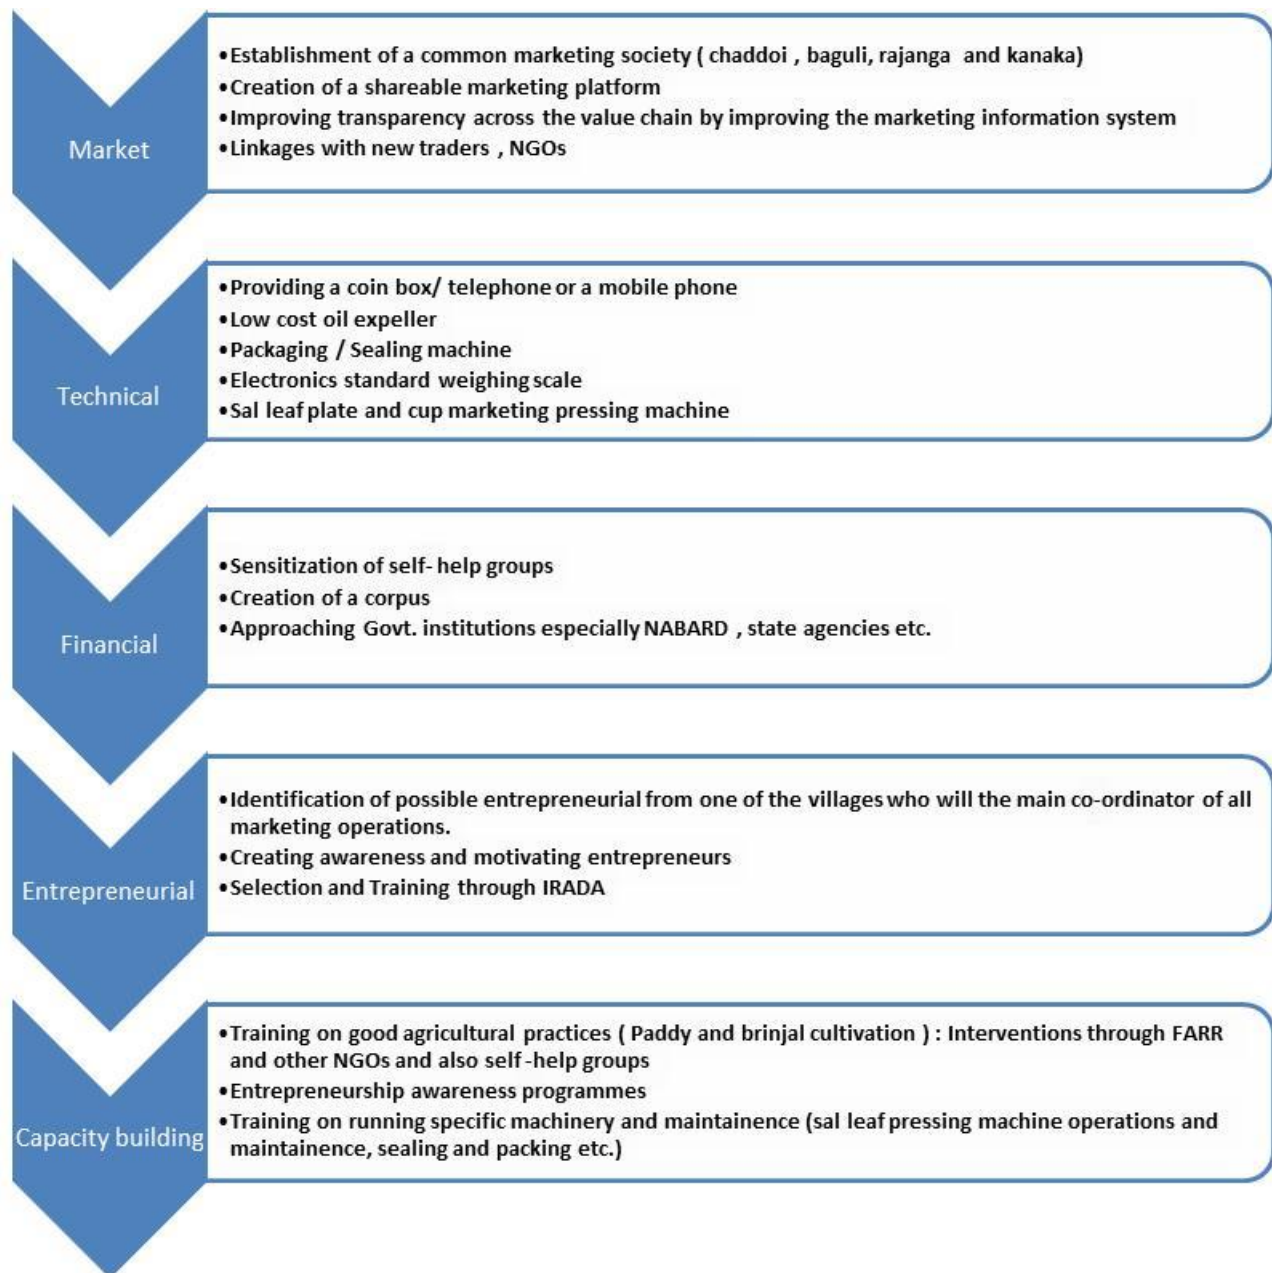 Market
•Establishment of a common marketing society ( chaddoi , baguli, rajanga and kanaka)
•Creation of a shareable marketing platform
•Improving transparency across the value chain by improving the marketing information system
•Linkages with new traders , NGOs
Technical
•Providing a coin box/ telephone or a mobile phone
•Low cost oil expeller
•Packaging / Sealing machine
•Electronics standard weighing scale
•Sal leaf plate and cup marketing pressing machine
Financial
•Sensitization of self- help groups
•Creation of a corpus
•Approaching Govt. institutions especially NABARD , state agencies etc.
Entrepreneurial
•Identification of possible entrepreneurial from one of the villages who will the main co-ordinator of all
marketing operations.
•Creating awareness and motivating entrepreneurs
•Selection and Training through IRADA
Capacity building
•Training on good agricultural practices ( Paddy and brinjal cultivation ) : Interventions through FARR
and other NGOs and also self -help groups
•Entrepreneurship awareness programmes
•Training on running specific machinery and maintainence (sal leaf pressing machine operations and
maintainence, sealing and packing etc.)